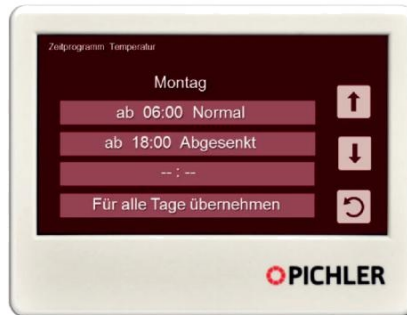 Zeitprogramm Temperatur
Montag
ab 06:00 Normal
ab 18:00 Abgesenkt
-- : --
Für alle Tage übernehmen
PICHLER